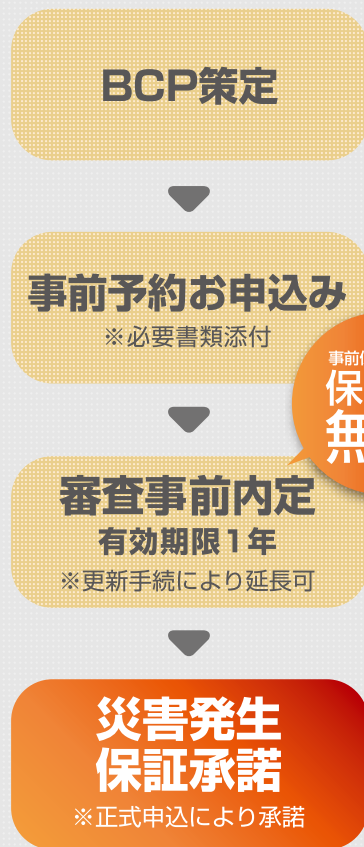 BCP策定
事前予約お申込み
※必要書類添付
事前
保
無
審査事前内定
有効期限1年
※更新手続により延長可
災害発生
保証承諾
※正式申込により承諾